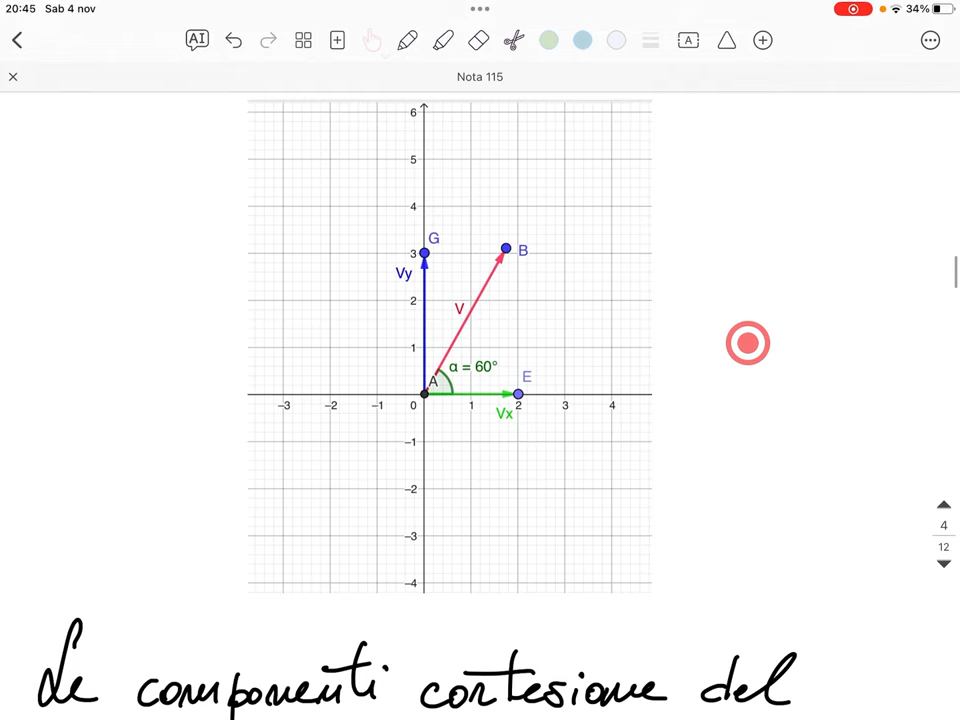 20:45 Sab 4 nov
34%
AI
A
Nota 115
6
5
4
G
3
B
Vy
2
V
1
α = 60°
A
E
−3 −2 −1 0 1 2 3 4
Vx
−1
−2
−3
−4
4
12
Le componenti cartesiane del